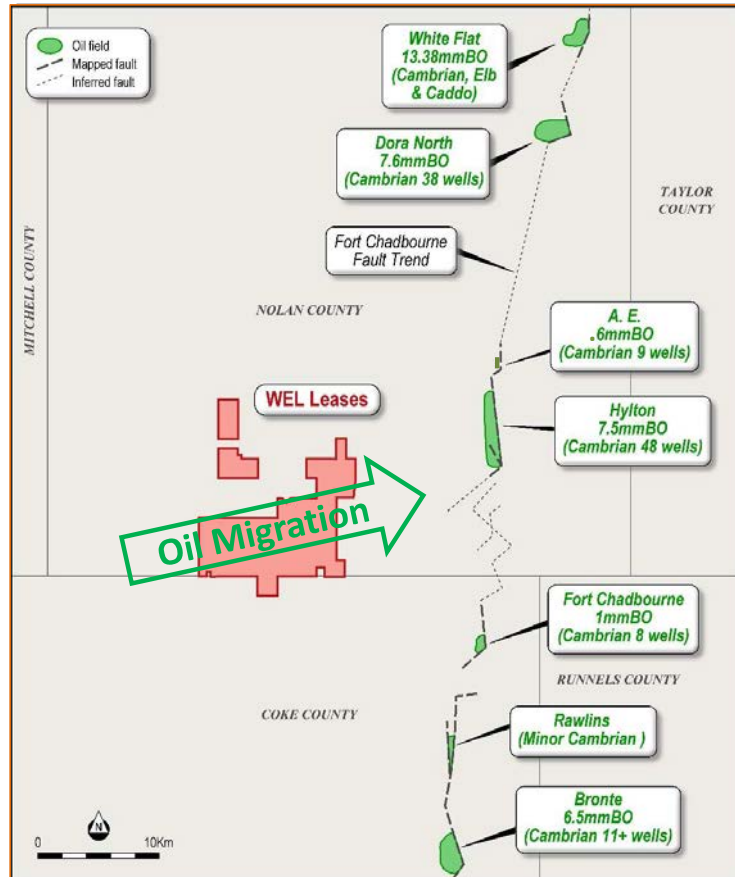 Oil field
Mapped fault
Inferred fault
White Flat
13.38mmBO
(Cambrian, Elb
& Caddo)
Dora North
7.6mmBO
(Cambrian 38 wells)
TAYLOR
COUNTY
Fort Chadbourne
Fault Trend
MITCHELL COUNTY
NOLAN COUNTY
A. E.
.6mmBO
(Cambrian 9 wells)
WEL Leases
Hylton
7.5mmBO
(Cambrian 48 wells)
Oil Migration
Fort Chadbourne
1mmBO
(Cambrian 8 wells)
RUNNELS COUNTY
COKE COUNTY
Rawlins
(Minor Cambrian )
Bronte
6.5mmBO
(Cambrian 11+ wells)
N
0 10Km